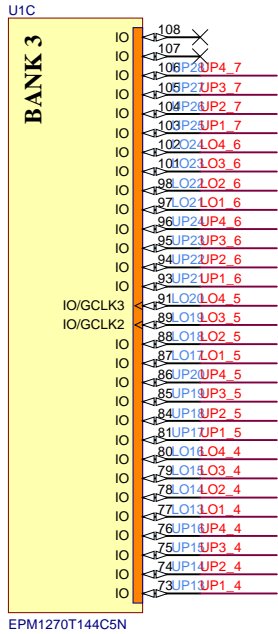 U1C
BANK 3
IO 108
IO 107
IO 106 UP28 UP4_7
IO 105 UP27 UP3_7
IO 104 UP26 UP2_7
IO 103 UP25 UP1_7
IO 102 LO24 LO4_6
IO 101 LO23 LO3_6
IO 98 LO22 LO2_6
IO 97 LO21 LO1_6
IO 96 UP24 UP4_6
IO 95 UP23 UP3_6
IO 94 UP22 UP2_6
IO 93 UP21 UP1_6
IO/GCLK3 91 LO20 LO4_5
IO/GCLK2 89 LO19 LO3_5
IO 88 LO18 LO2_5
IO 87 LO17 LO1_5
IO 86 UP20 UP4_5
IO 85 UP19 UP3_5
IO 84 UP18 UP2_5
IO 81 UP17 UP1_5
IO 80 LO16 LO4_4
IO 79 LO15 LO3_4
IO 78 LO14 LO2_4
IO 77 LO13 LO1_4
IO 76 UP16 UP4_4
IO 75 UP15 UP3_4
IO 74 UP14 UP2_4
IO 73 UP13 UP1_4
EPM1270T144C5N